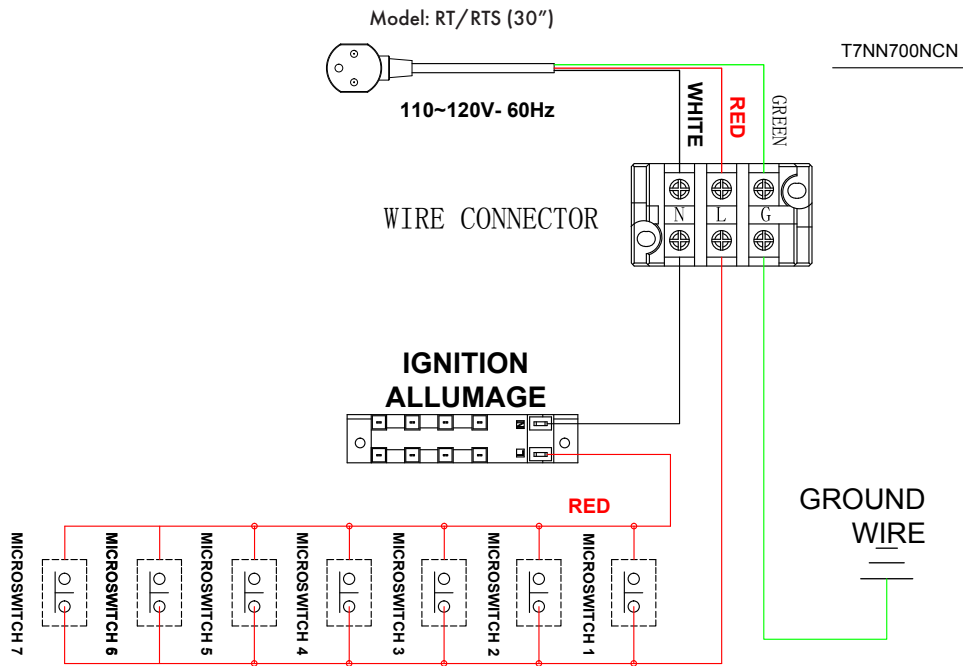 Model: RT/RTS (30”)
T7NN700NCN
110~120V- 60Hz
WHITE
RED
GREEN
WIRE CONNECTOR
N L G
IGNITION
ALLUMAGE
N
L
RED
GROUND
WIRE
MICROSWITCH 7
MICROSWITCH 6
MICROSWITCH 5
MICROSWITCH 4
MICROSWITCH 3
MICROSWITCH 2
MICROSWITCH 1